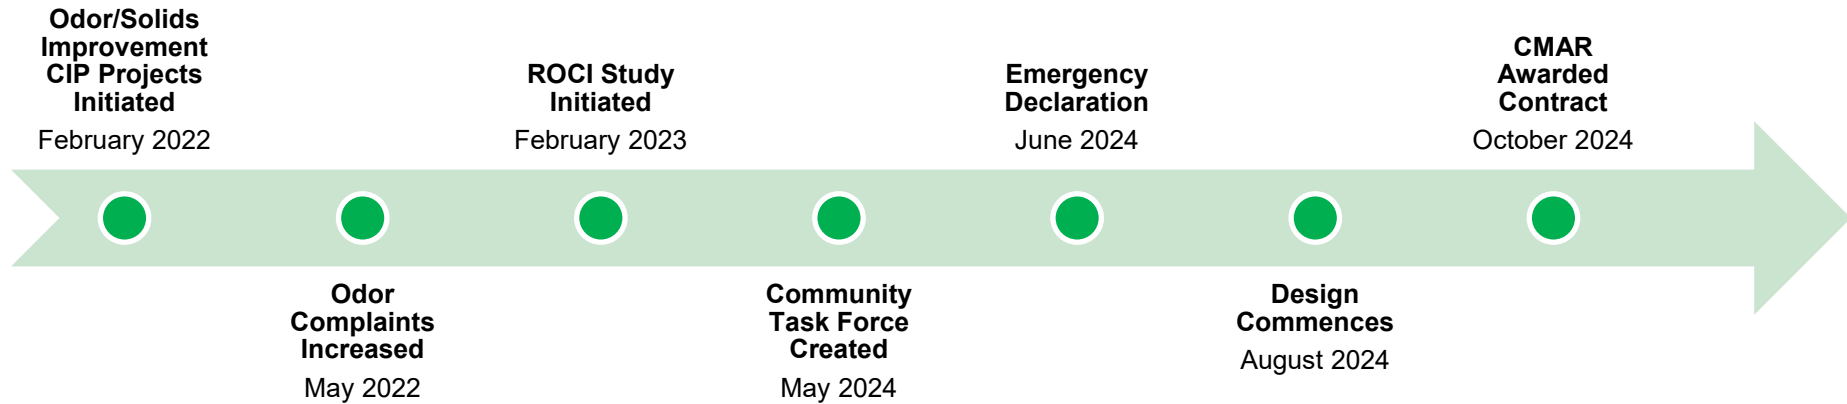 Odor/Solids
Improvement
CIP Projects
Initiated
February 2022
Odor
Complaints
Increased
May 2022
ROCI Study
Initiated
February 2023
Community
Task Force
Created
May 2024
Emergency
Declaration
June 2024
Design
Commences
August 2024
CMAR
Awarded
Contract
October 2024